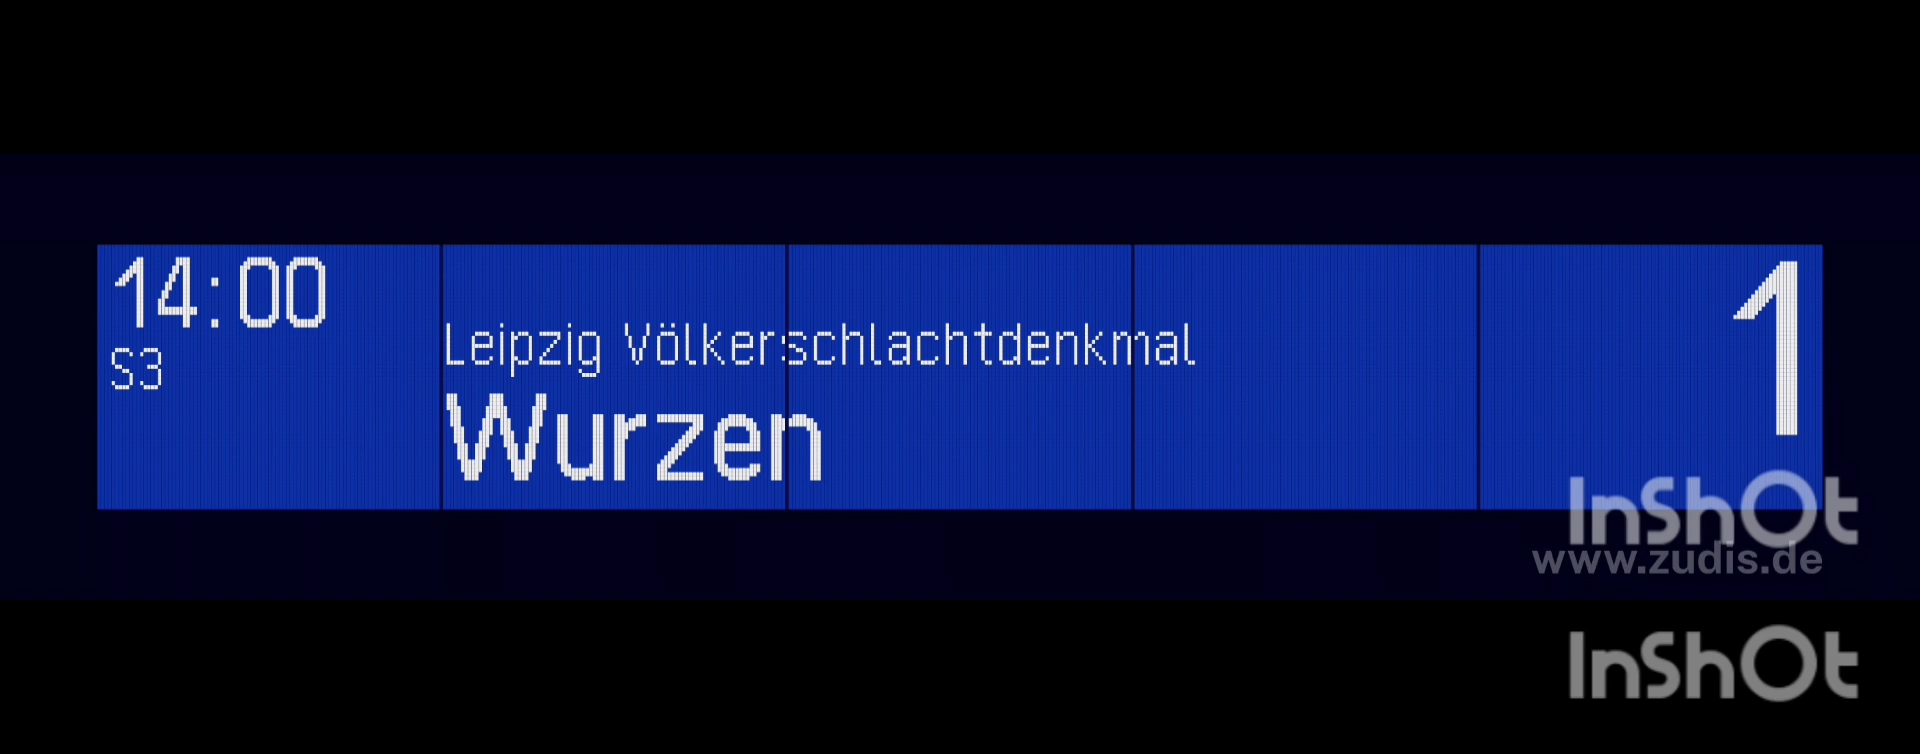 14:00
S3
Leipzig Völkerschlachtdenkmal
Wurzen
1
InShOt
www.zudis.de
InShOt